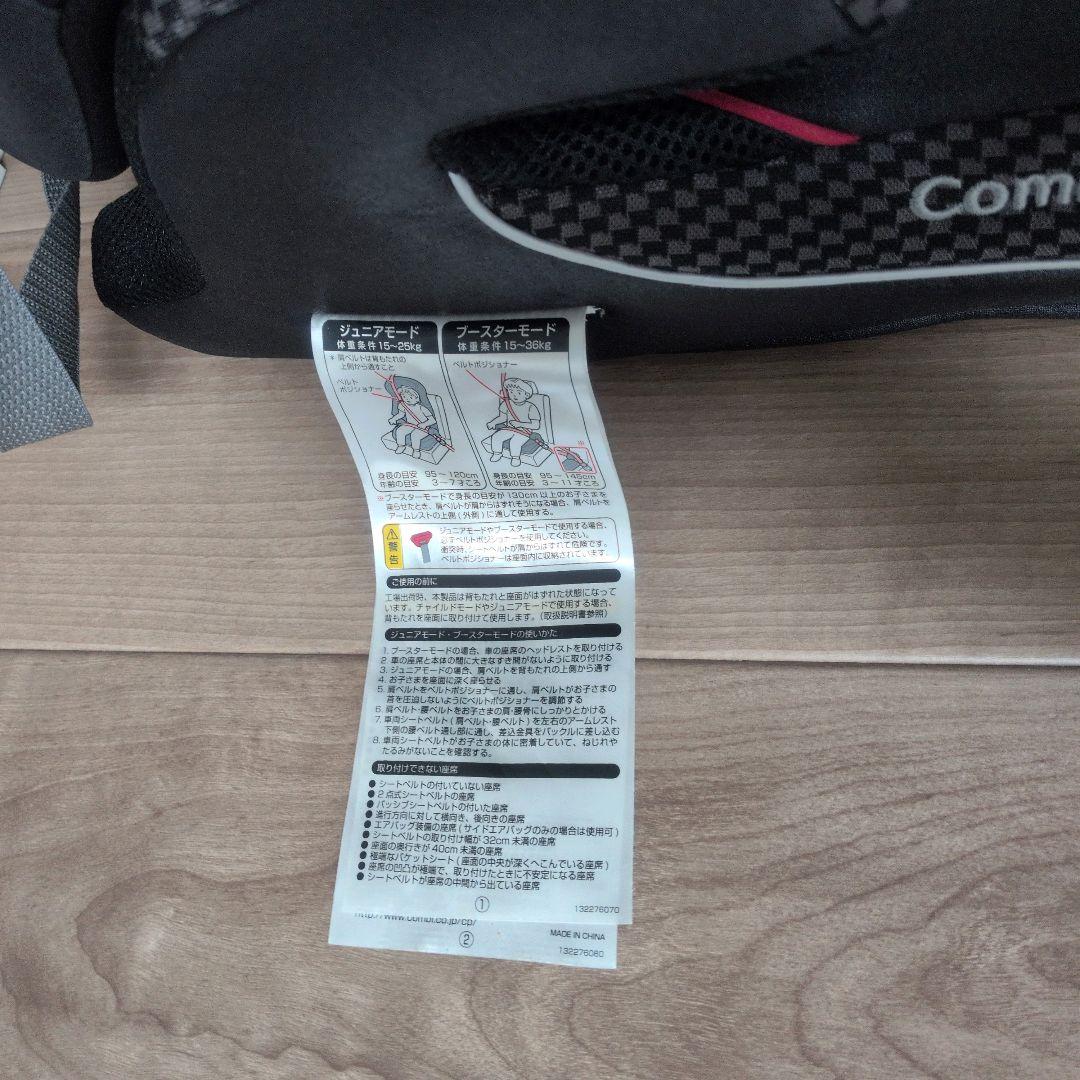 Com
ジュニアモード
体重条件 15～25kg
＊肩ベルトは背もたれの
上側から通すこと
ベルト
ポジショナー
身長の目安 95～120cm
年齢の目安 3～7才ころ
ブースターモード
体重条件 15～36kg
ベルトポジショナー
※
身長の目安 95～145cm
年齢の目安 3～11才ころ
※ブースターモードで身長の目安が130cm以上のお子さまを
座らせたとき、肩ベルトが肩からはずれそうになる場合、肩ベルトを
アームレストの上側(外側)に通して使用する。
警告
ジュニアモードやブースターモードで使用する場合、
必ずベルトポジショナーを使用してください。
衝突時、シートベルトが肩からはずれて危険です。
ベルトポジショナーは座面内に収納されています。
ご使用の前に
工場出荷時、本製品は背もたれと座面がはずれた状態になって
います。チャイルドモードやジュニアモードで使用する場合、
背もたれを座面に取り付けて使用します。(取扱説明書参照)
ジュニアモード・ブースターモードの使いかた
1. ブースターモードの場合、車の座席のヘッドレストを取り付ける
2. 車の座席と本体の間に大きなすき間がないように取り付ける
3. ジュニアモードの場合、肩ベルトを背もたれの上側から通す
4. お子さまを座面に深く座らせる
5. 肩ベルトをベルトポジショナーに通し、肩ベルトがお子さまの
首を圧迫しないようにベルトポジショナーを調節する
6. 肩ベルト・腰ベルトをお子さまの肩・腰骨にしっかりとかける
7. 車両シートベルト(肩ベルト・腰ベルト)を左右のアームレスト
下側の腰ベルト通し部に通し、差込金具をバックルに差し込む
8. 車両シートベルトがお子さまの体に密着していて、ねじれや
たるみがないことを確認する。
取り付けできない座席
● シートベルトの付いていない座席
● 2点式シートベルトの座席
● パッシブシートベルトの付いた座席
● 進行方向に対して横向き、後向きの座席
● エアバッグ装備の座席(サイドエアバッグのみの場合は使用可)
● シートベルトの取り付け幅が32cm未満の座席
● 座面の奥行きが40cm未満の座席
● 極端なバケットシート(座面の中央が深くへこんでいる座席)
● 座席の凹凸が極端で、取り付けたときに不安定になる座席
● シートベルトが座席の中間から出ている座席
①
132276070
http://www.combi.co.jp/cp/
②
MADE IN CHINA
132276080